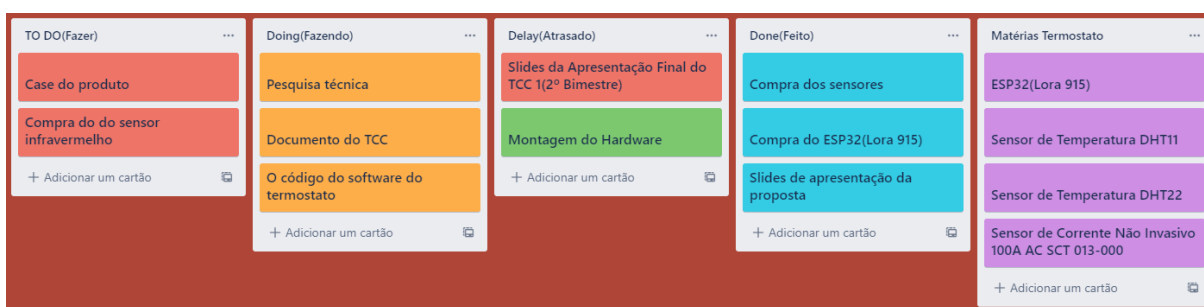 TO DO(Fazer)
Case do produto
Compra do do sensor
infravermelho
+ Adicionar um cartão
Doing(Fazendo)
Pesquisa técnica
Documento do TCC
O código do software do
termostato
+ Adicionar um cartão
Delay(Atrasado)
Slides da Apresentação Final do
TCC 1(2º Bimestre)
Montagem do Hardware
+ Adicionar um cartão
Done(Feito)
Compra dos sensores
Compra do ESP32(Lora 915)
Slides de apresentação da
proposta
+ Adicionar um cartão
Matérias Termostato
ESP32(Lora 915)
Sensor de Temperatura DHT11
Sensor de Temperatura DHT22
Sensor de Corrente Não Invasivo
100A AC SCT 013-000
+ Adicionar um cartão